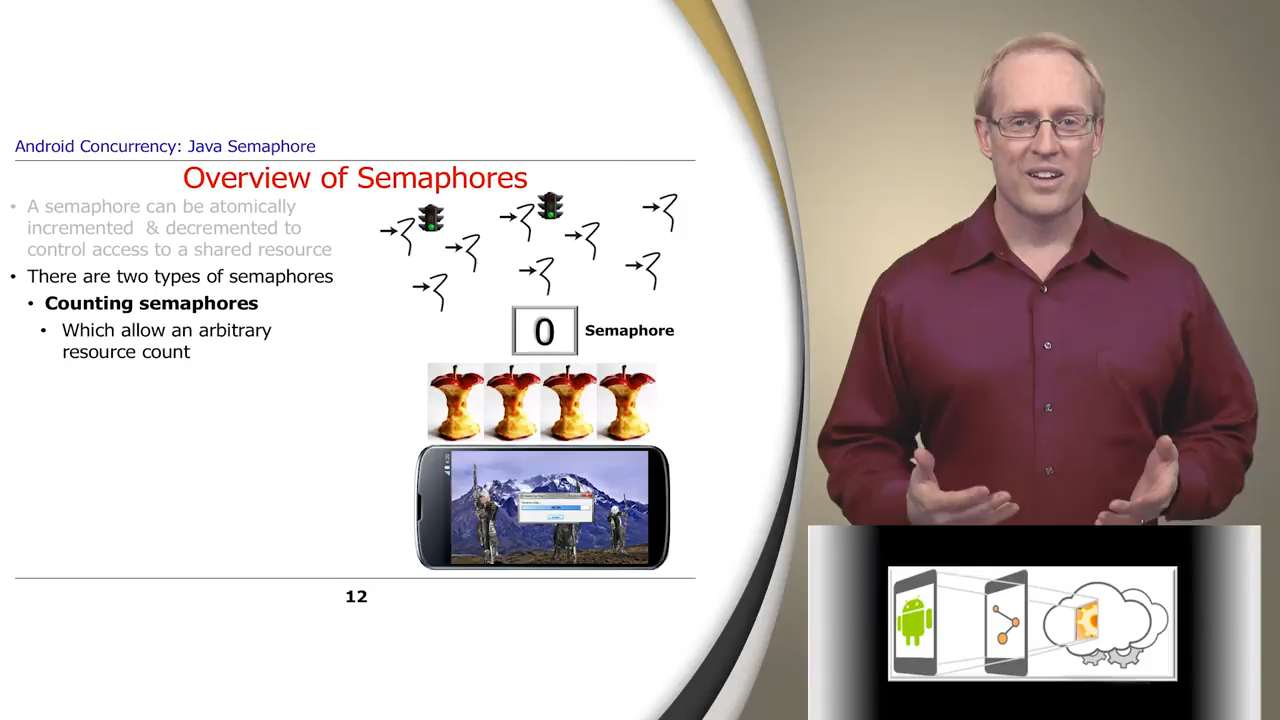 Android Concurrency: Java Semaphore
Overview of Semaphores
• A semaphore can be atomically
incremented & decremented to
control access to a shared resource
• There are two types of semaphores
• Counting semaphores
• Which allow an arbitrary
resource count
0
Semaphore
12